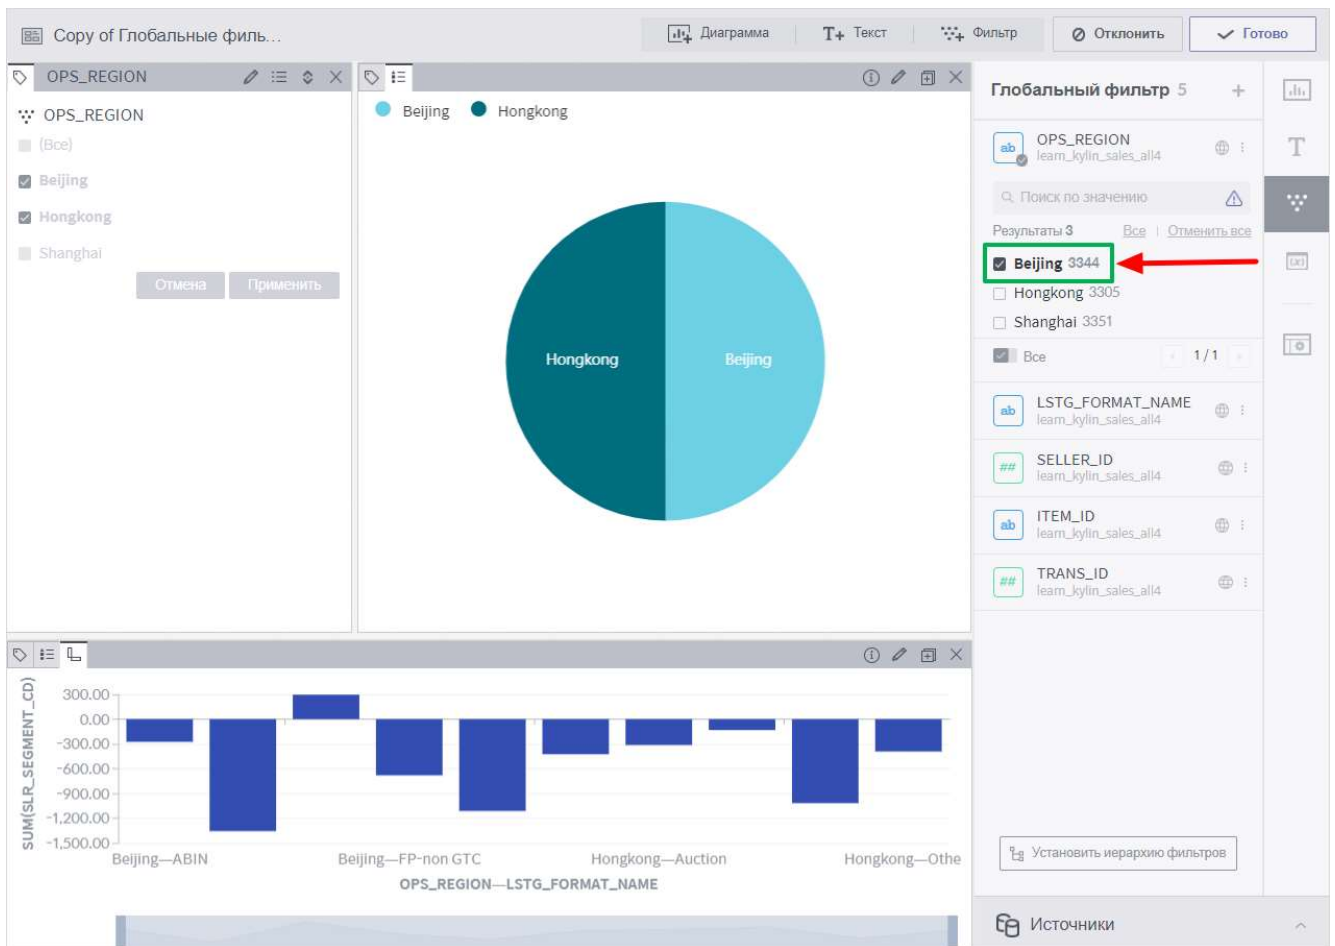 Copy of Глобальные филь...
Диаграмма
T+ Текст
Фильтр
Отклонить
Готово
OPS_REGION
OPS_REGION
(Все)
Beijing
Hongkong
Shanghai
Отмена
Применить
Beijing
Hongkong
Hongkong
Beijing
Глобальный фильтр 5
ab
OPS_REGION
learn_kylin_sales_all4
Поиск по значению
Результаты 3
Все
Отменить все
Beijing 3344
Hongkong 3305
Shanghai 3351
Все
1 / 1
ab
LSTG_FORMAT_NAME
learn_kylin_sales_all4
##
SELLER_ID
learn_kylin_sales_all4
ab
ITEM_ID
learn_kylin_sales_all4
##
TRANS_ID
learn_kylin_sales_all4
Установить иерархию фильтров
Источники
T
(x)
SUM(SLR_SEGMENT_CD)
300.00
0.00
-300.00
-600.00
-900.00
-1,200.00
-1,500.00
Beijing—ABIN
Beijing—FP-non GTC
Hongkong—Auction
Hongkong—Othe
OPS_REGION—LSTG_FORMAT_NAME